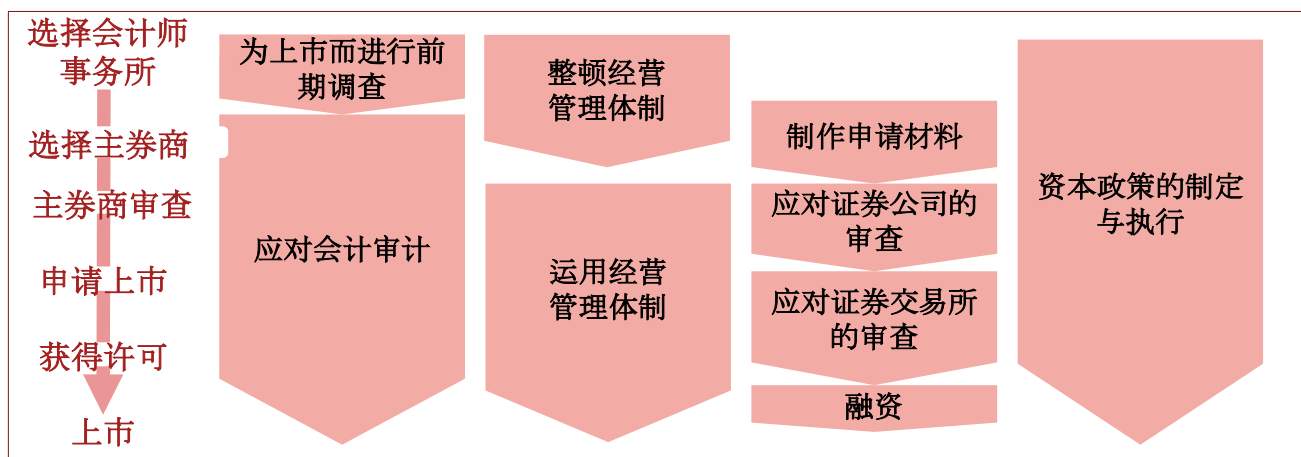 选择会计师
事务所
选择主券商
主券商审查
申请上市
获得许可
上市
为上市而进行前
期调查
应对会计审计
整顿经营
管理体制
运用经营
管理体制
制作申请材料
应对证券公司的
审查
应对证券交易所
的审查
融资
资本政策的制定
与执行